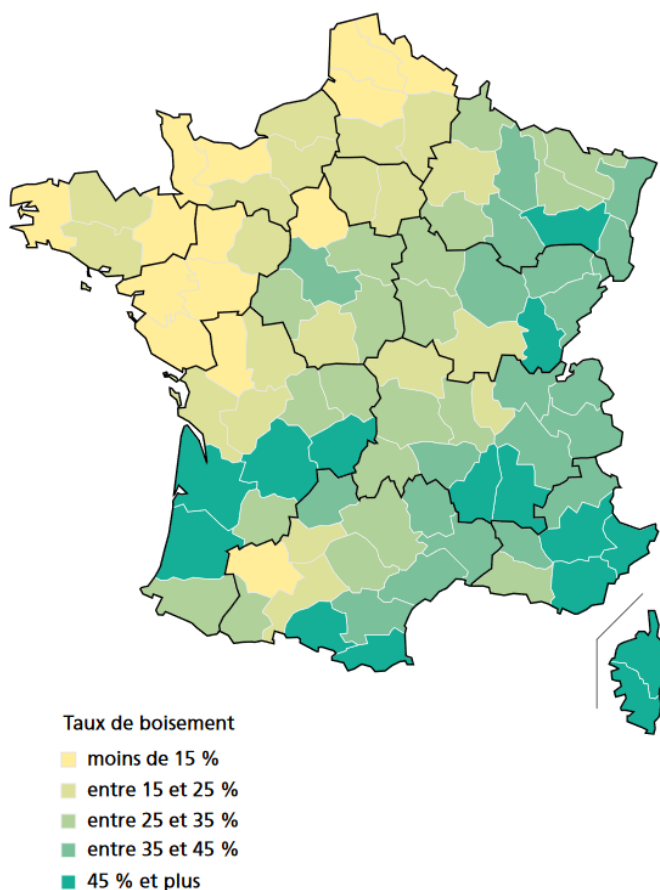 Taux de boisement
moins de 15 %
entre 15 et 25 %
entre 25 et 35 %
entre 35 et 45 %
45 % et plus